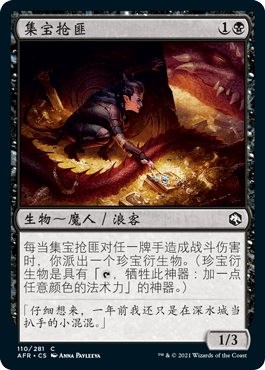 集宝抢匪 1
生物～魔人／浪客
每当集宝抢匪对任一牌手造成战斗伤害
时，你派出一个珍宝衍生物。（珍宝衍
生物是具有「，牺牲此神器：加一点
任意颜色的法术力」的神器。）
「仔细想来，一年前我还只是在深水城当
扒手的小混混。」
1/3
110/281 C
AFR • CS Anna Pavleeva
™ & © 2021 Wizards of the Coast